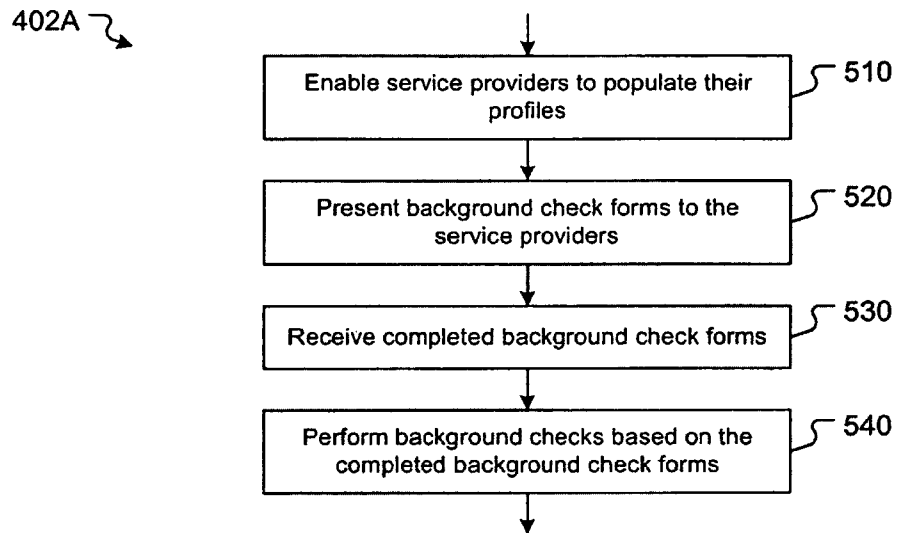 402A
Enable service providers to populate their
profiles
510
Present background check forms to the
service providers
520
Receive completed background check forms
530
Perform background checks based on the
completed background check forms
540